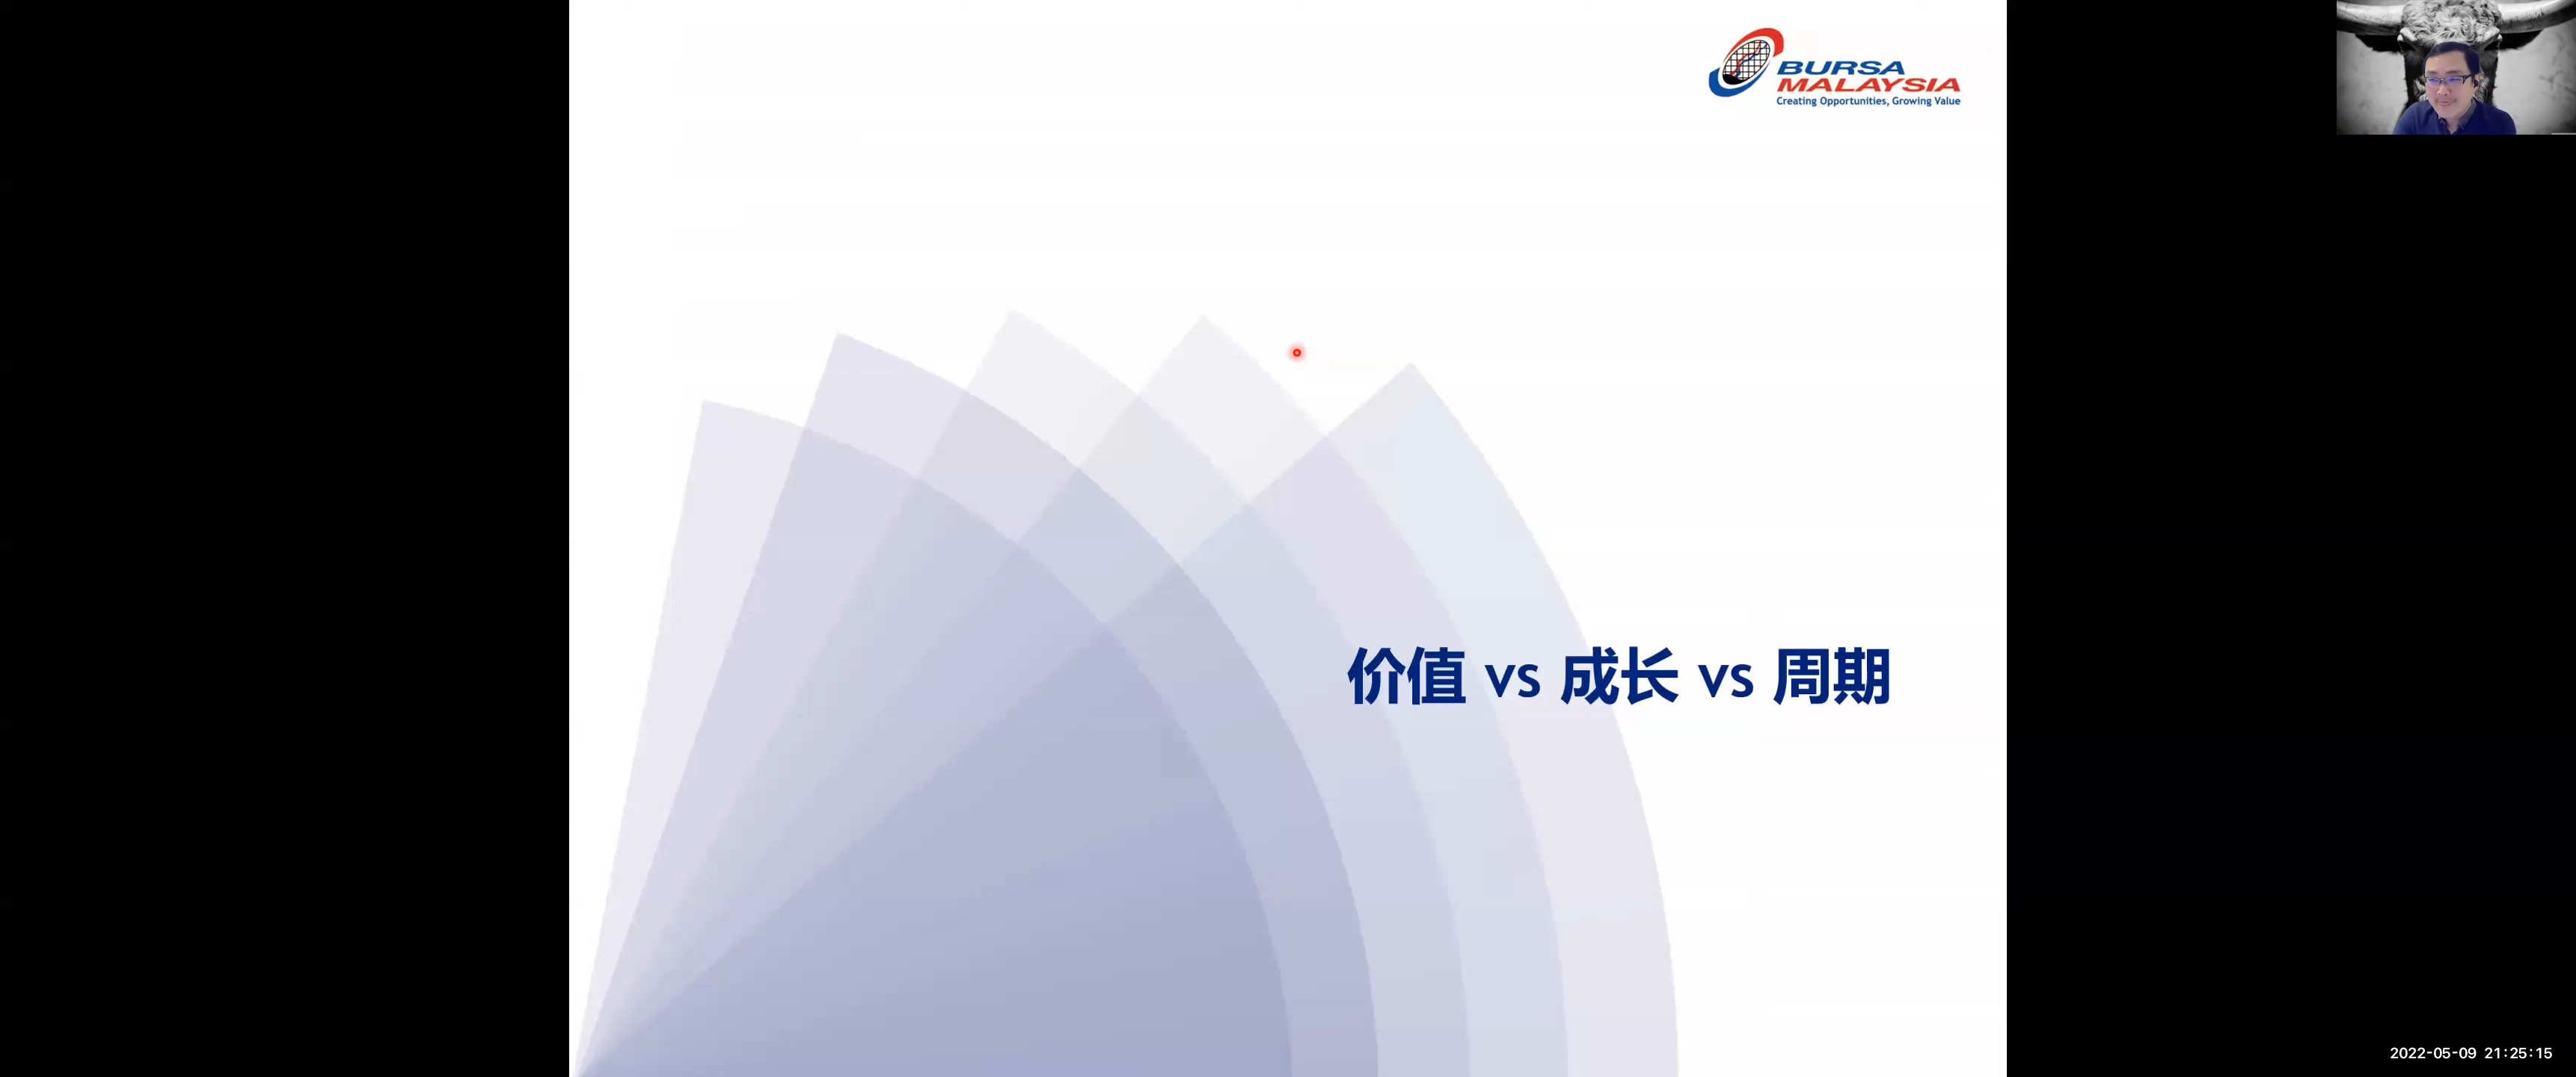 BURSA
MALAYSIA
Creating Opportunities, Growing Value
价值 vs 成长 vs 周期
2022-05-09 21:25:15